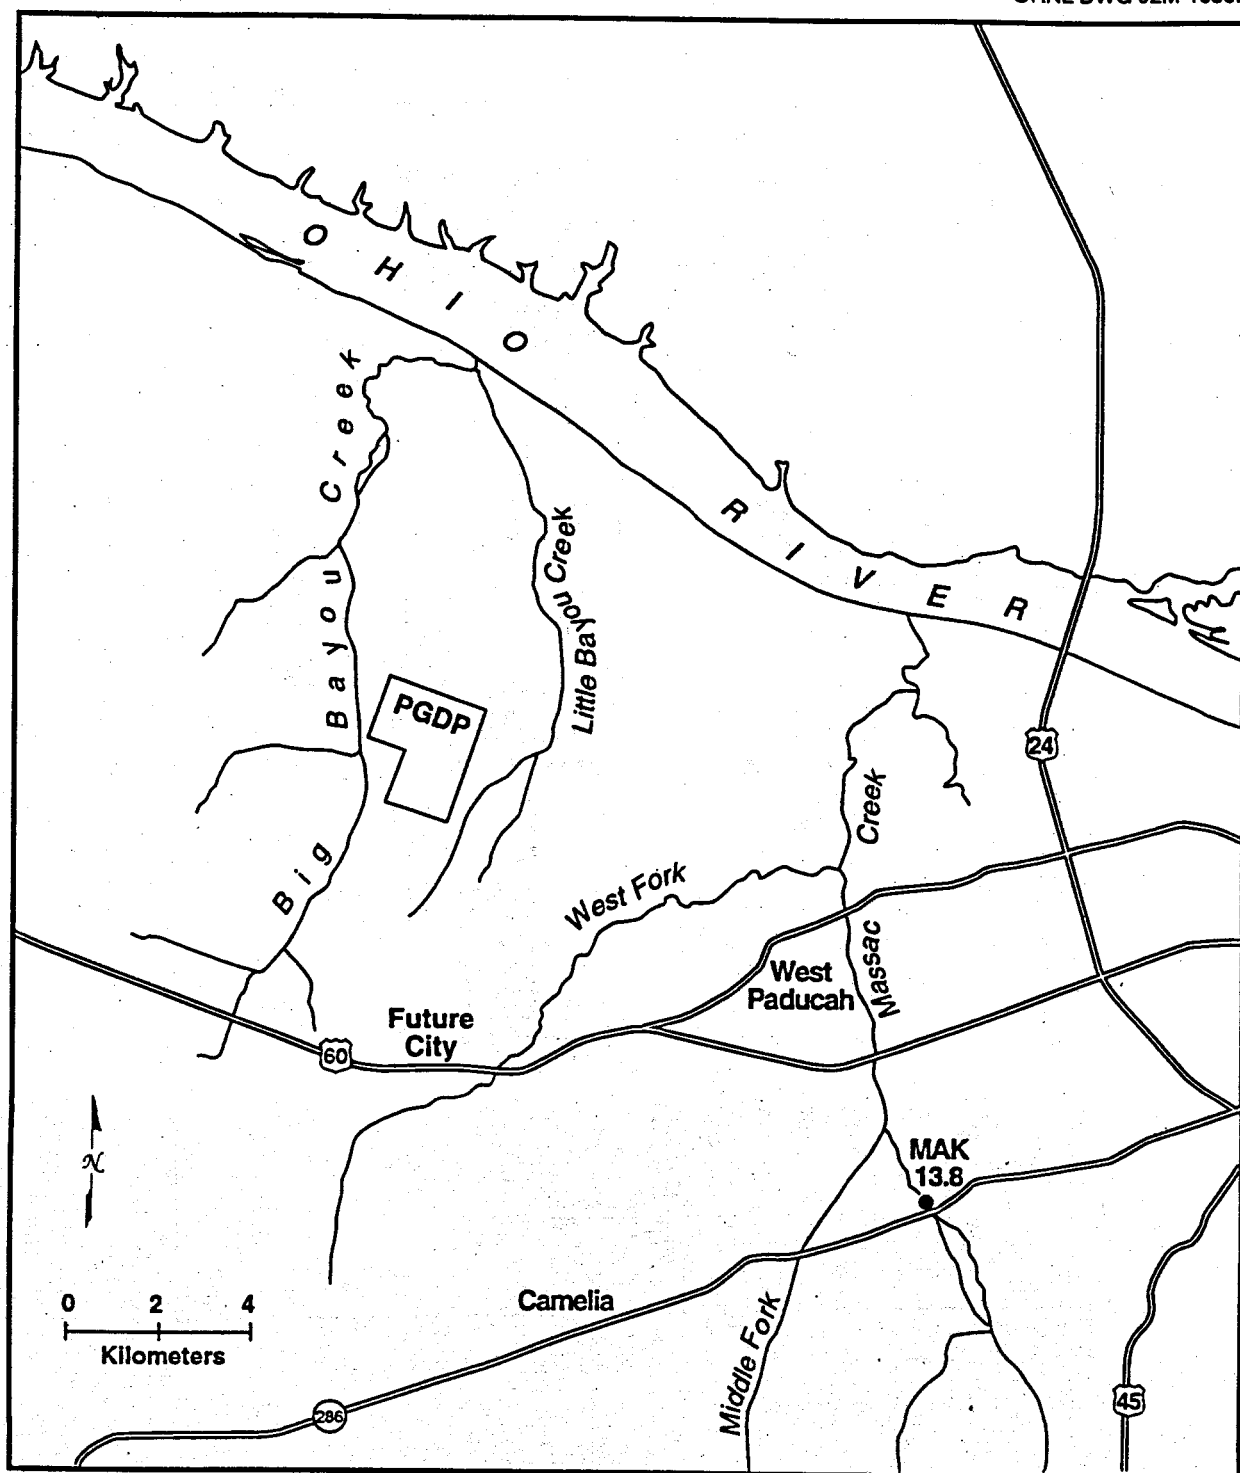 OHIO
RIVER
Big Bayou Creek
Little Bayou Creek
PGDP
24
Massac Creek
West Fork
West
Paducah
Future
City
60
MAK
13.8
N
0 2 4
Kilometers
Camelia
Middle Fork
286
45